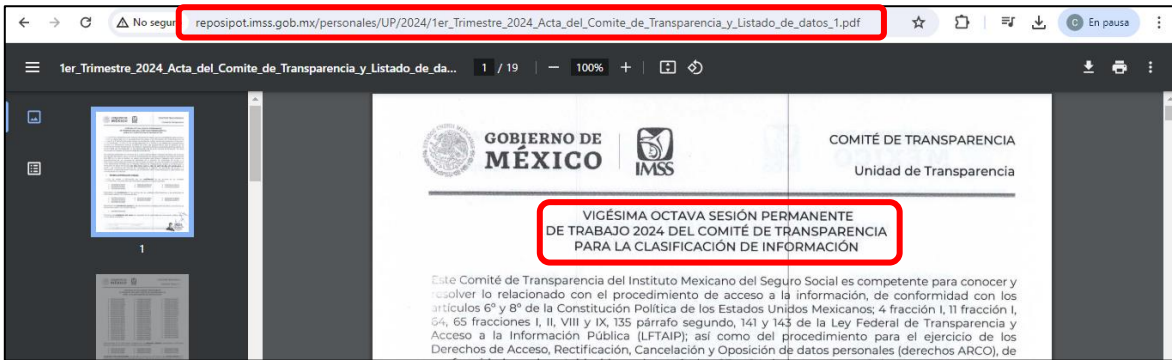 No segur
reposipot.imss.gob.mx/personales/UP/2024/1er_Trimestre_2024_Acta_del_Comite_de_Transparencia_y_Listado_de_datos_1.pdf
C En pausa
1er_Trimestre_2024_Acta_del_Comite_de_Transparencia_y_Listado_de_da... 1 / 19 | − 100% +
GOBIERNO DE
MÉXICO
IMSS
COMITÉ DE TRANSPARENCIA
Unidad de Transparencia
VIGÉSIMA OCTAVA SESIÓN PERMANENTE
DE TRABAJO 2024 DEL COMITÉ DE TRANSPARENCIA
PARA LA CLASIFICACIÓN DE INFORMACIÓN
Este Comité de Transparencia del Instituto Mexicano del Seguro Social es competente para conocer y
resolver lo relacionado con el procedimiento de acceso a la información, de conformidad con los
artículos 6º y 8º de la Constitución Política de los Estados Unidos Mexicanos; 4 fracción I, 11 fracción I,
64, 65 fracciones I, II, VIII y IX, 135 párrafo segundo, 141 y 143 de la Ley Federal de Transparencia y
Acceso a la Información Pública (LFTAIP); así como del procedimiento para el ejercicio de los
Derechos de Acceso, Rectificación, Cancelación y Oposición de datos personales (derechos ARCO), de
1